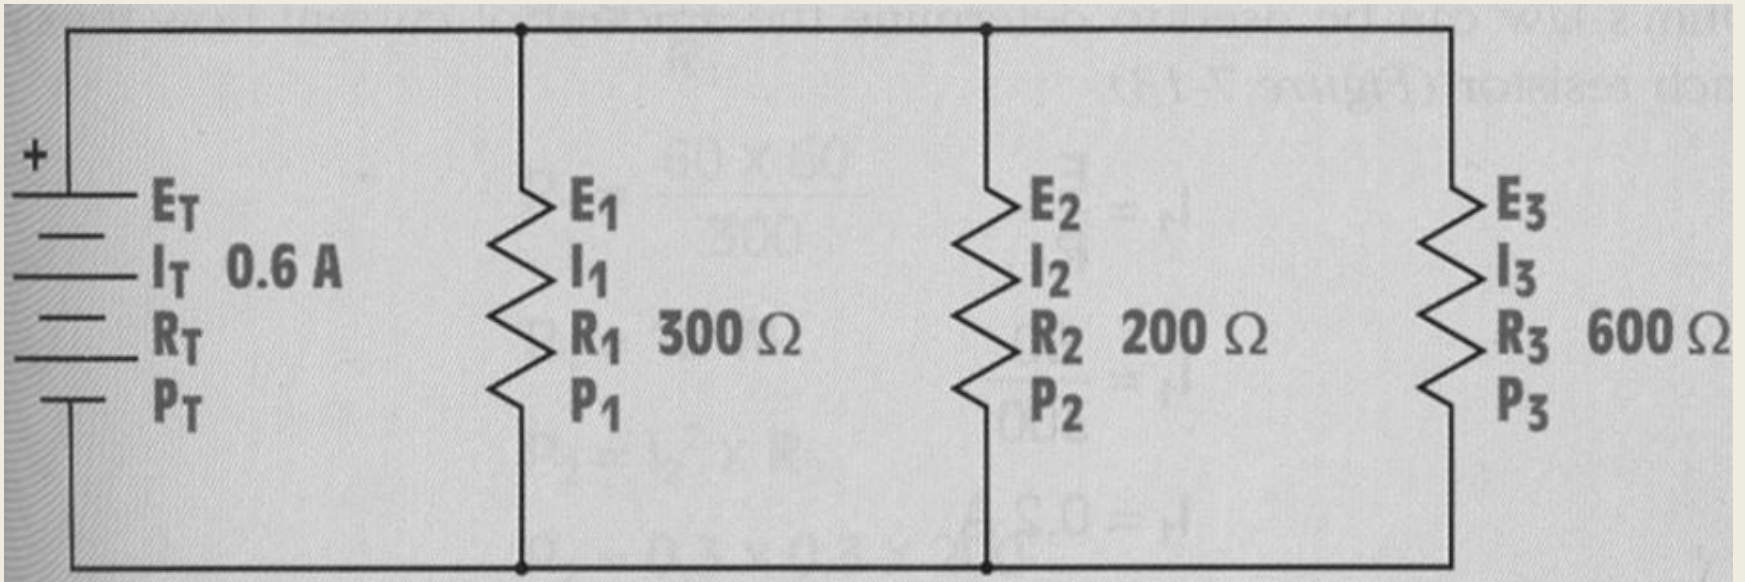 +
ET
IT 0.6 A
RT
PT
E1
I1
R1 300 Ω
P1
E2
I2
R2 200 Ω
P2
E3
I3
R3 600 Ω
P3